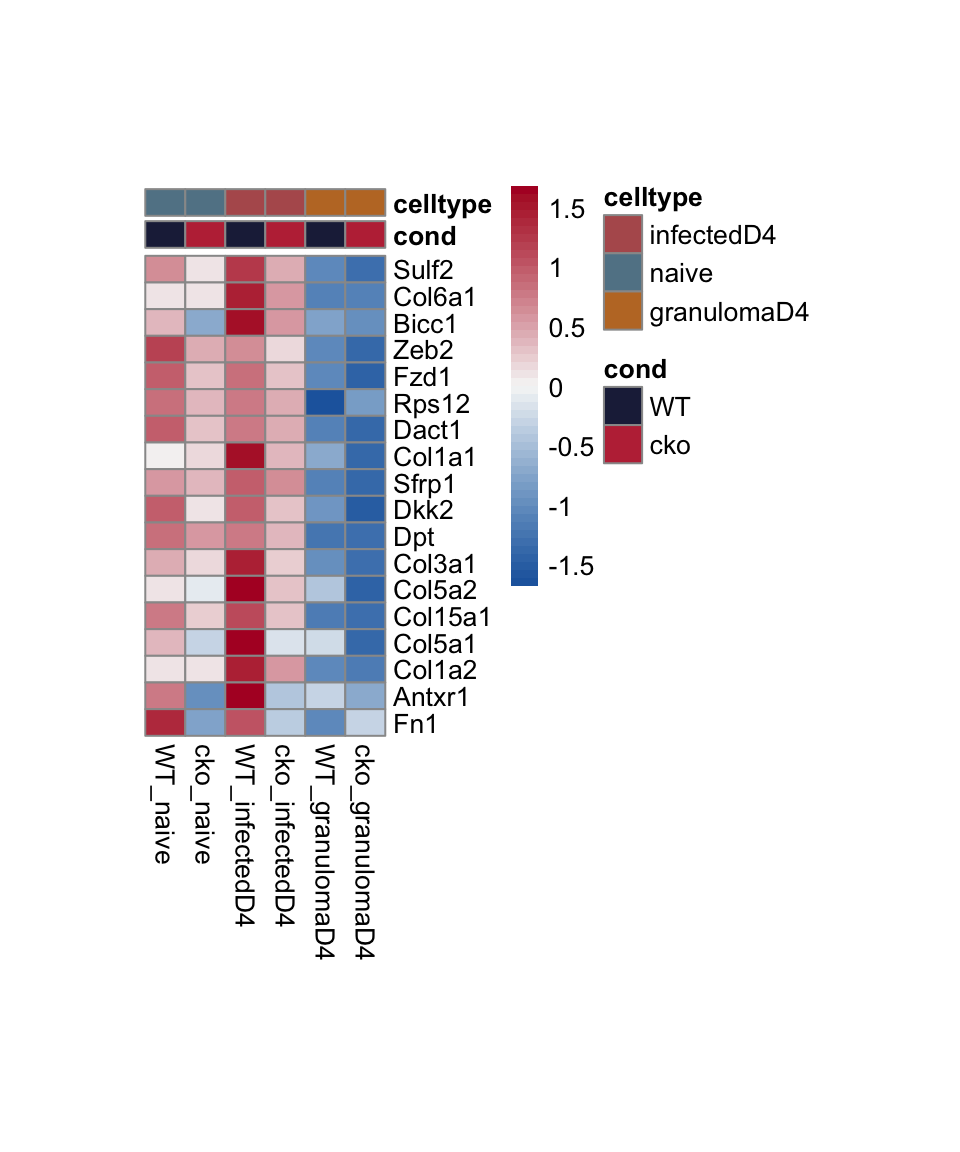 celltype
cond
Sulf2
Col6a1
Bicc1
Zeb2
Fzd1
Rps12
Dact1
Col1a1
Sfrp1
Dkk2
Dpt
Col3a1
Col5a2
Col15a1
Col5a1
Col1a2
Antxr1
Fn1
WT_naive
cko_naive
WT_infectedD4
cko_infectedD4
WT_granulomaD4
cko_granulomaD4
1.5
1
0.5
0
-0.5
-1
-1.5
celltype
infectedD4
naive
granulomaD4
cond
WT
cko